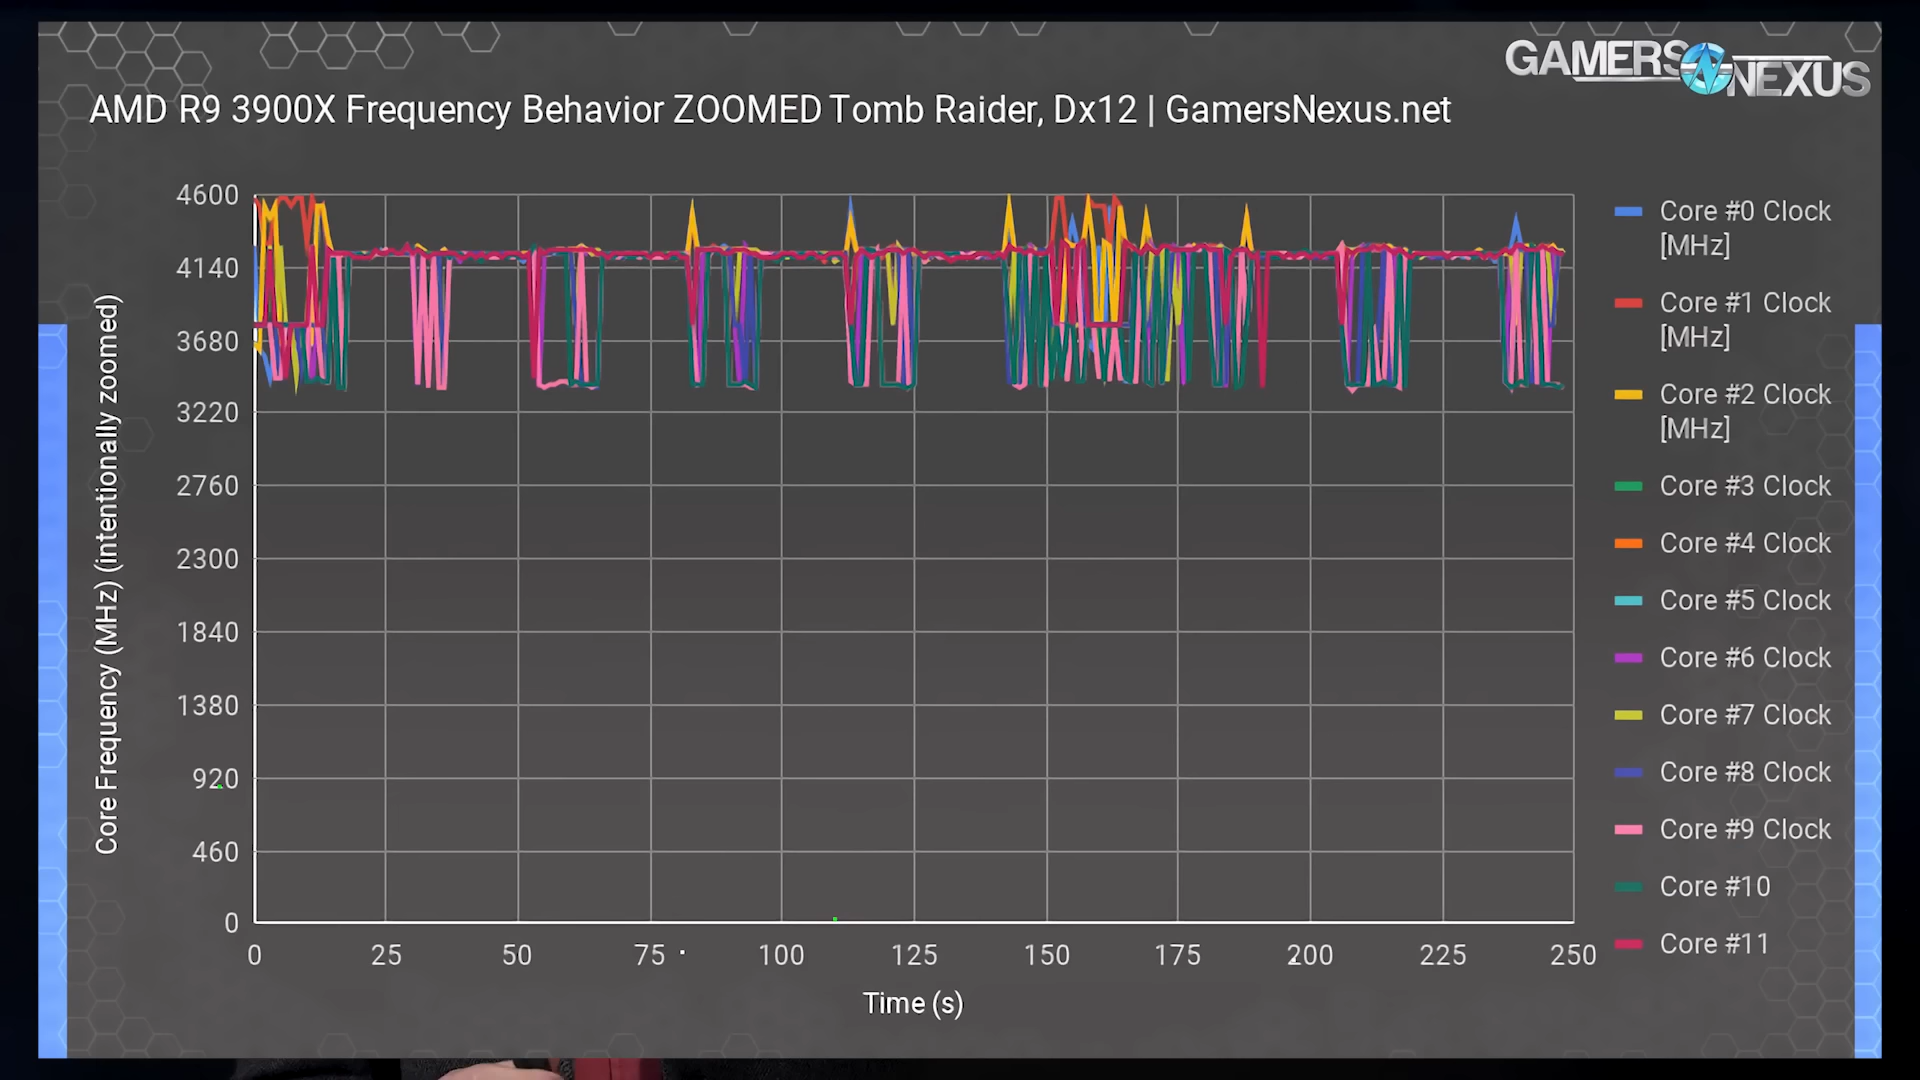 GAMERS NEXUS
AMD R9 3900X Frequency Behavior ZOOMED Tomb Raider, Dx12 | GamersNexus.net
Core Frequency (MHz) (intentionally zoomed)
4600
4140
3680
3220
2760
2300
1840
1380
920
460
0
0 25 50 75 100 125 150 175 200 225 250
Time (s)
Core #0 Clock
[MHz]
Core #1 Clock
[MHz]
Core #2 Clock
[MHz]
Core #3 Clock
Core #4 Clock
Core #5 Clock
Core #6 Clock
Core #7 Clock
Core #8 Clock
Core #9 Clock
Core #10
Core #11